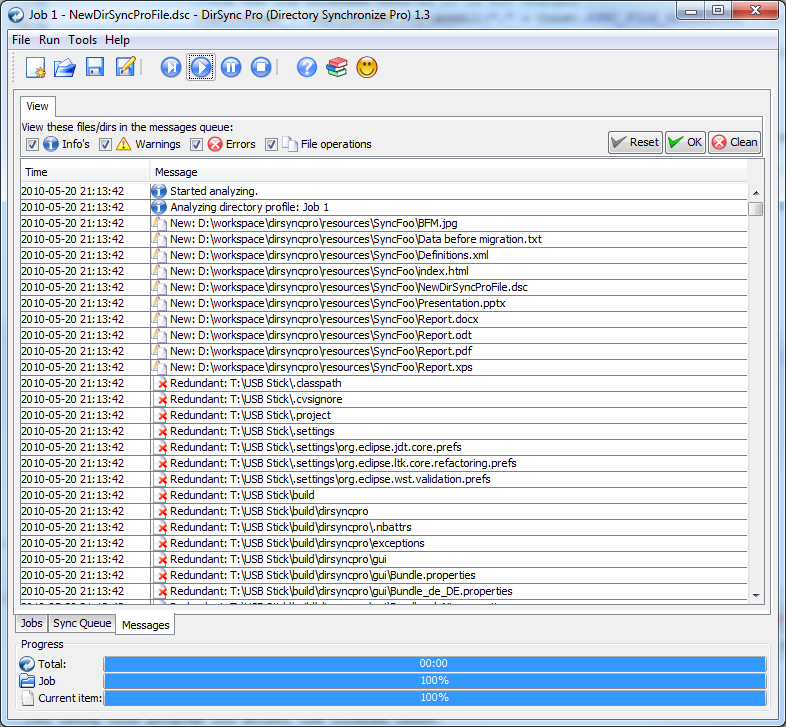 Job 1 - NewDirSyncProFile.dsc - DirSync Pro (Directory Synchronize Pro) 1.3
File Run Tools Help
View
View these files/dirs in the messages queue:
Info's Warnings Errors File operations Reset OK Clean
Time Message
2010-05-20 21:13:42 Started analyzing.
2010-05-20 21:13:42 Analyzing directory profile: Job 1
2010-05-20 21:13:42 New: D:\workspace\dirsyncpro\resources\SyncFoo\BFM.jpg
2010-05-20 21:13:42 New: D:\workspace\dirsyncpro\resources\SyncFoo\Data before migration.txt
2010-05-20 21:13:42 New: D:\workspace\dirsyncpro\resources\SyncFoo\Definitions.xml
2010-05-20 21:13:42 New: D:\workspace\dirsyncpro\resources\SyncFoo\index.html
2010-05-20 21:13:42 New: D:\workspace\dirsyncpro\resources\SyncFoo\NewDirSyncProFile.dsc
2010-05-20 21:13:42 New: D:\workspace\dirsyncpro\resources\SyncFoo\Presentation.pptx
2010-05-20 21:13:42 New: D:\workspace\dirsyncpro\resources\SyncFoo\Report.docx
2010-05-20 21:13:42 New: D:\workspace\dirsyncpro\resources\SyncFoo\Report.odt
2010-05-20 21:13:42 New: D:\workspace\dirsyncpro\resources\SyncFoo\Report.pdf
2010-05-20 21:13:42 New: D:\workspace\dirsyncpro\resources\SyncFoo\Report.xps
2010-05-20 21:13:42 Redundant: T:\USB Stick\.classpath
2010-05-20 21:13:42 Redundant: T:\USB Stick\.cvsignore
2010-05-20 21:13:42 Redundant: T:\USB Stick\.project
2010-05-20 21:13:42 Redundant: T:\USB Stick\.settings
2010-05-20 21:13:42 Redundant: T:\USB Stick\.settings\org.eclipse.jdt.core.prefs
2010-05-20 21:13:42 Redundant: T:\USB Stick\.settings\org.eclipse.ltk.core.refactoring.prefs
2010-05-20 21:13:42 Redundant: T:\USB Stick\.settings\org.eclipse.wst.validation.prefs
2010-05-20 21:13:42 Redundant: T:\USB Stick\build
2010-05-20 21:13:42 Redundant: T:\USB Stick\build\dirsyncpro
2010-05-20 21:13:42 Redundant: T:\USB Stick\build\dirsyncpro\.nbattrs
2010-05-20 21:13:42 Redundant: T:\USB Stick\build\dirsyncpro\exceptions
2010-05-20 21:13:42 Redundant: T:\USB Stick\build\dirsyncpro\gui
2010-05-20 21:13:42 Redundant: T:\USB Stick\build\dirsyncpro\gui\Bundle.properties
2010-05-20 21:13:42 Redundant: T:\USB Stick\build\dirsyncpro\gui\Bundle_de_DE.properties
Jobs Sync Queue Messages
Progress
Total: 00:00
Job 100%
Current item: 100%